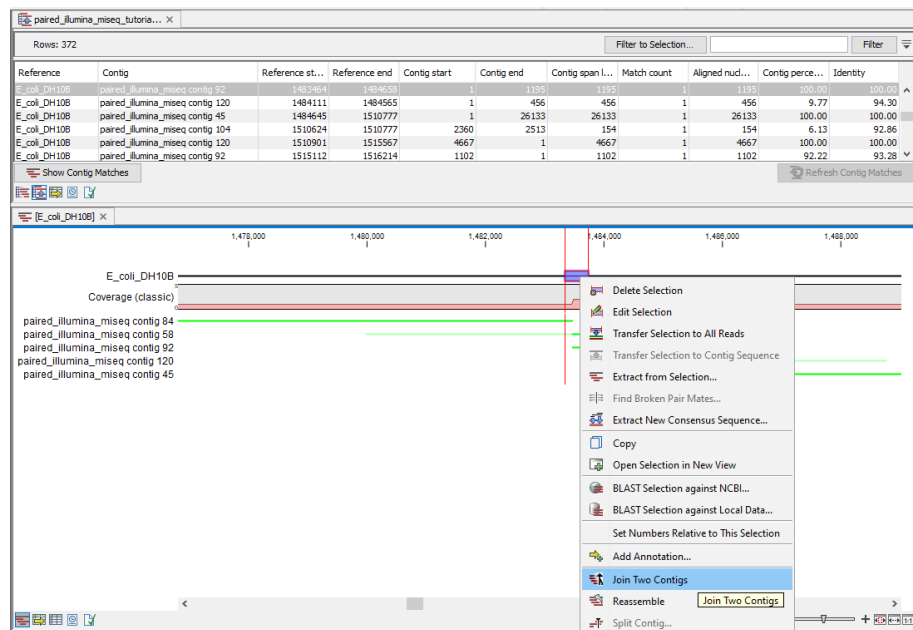 paired_illumina_miseq_tutoria... ×
Rows: 372 Filter to Selection... Filter
Reference Contig Reference st... Reference end Contig start Contig end Contig span l... Match count Aligned nucl... Contig perce... Identity
E_coli_DH10B paired_illumina_miseq contig 92 1483464 1484658 1 1195 1195 1 1195 100.00 100.00
E_coli_DH10B paired_illumina_miseq contig 120 1484111 1484565 1 456 456 1 456 9.77 94.30
E_coli_DH10B paired_illumina_miseq contig 45 1484645 1510777 1 26133 26133 1 26133 100.00 100.00
E_coli_DH10B paired_illumina_miseq contig 104 1510624 1510777 2360 2513 154 1 154 6.13 92.86
E_coli_DH10B paired_illumina_miseq contig 120 1510901 1515567 4667 1 4667 1 4667 100.00 100.00
E_coli_DH10B paired_illumina_miseq contig 92 1515112 1516214 1102 1 1102 1 1102 92.22 93.28
Show Contig Matches Refresh Contig Matches
[E_coli_DH10B] ×
1,478,000 1,480,000 1,482,000 1,484,000 1,486,000 1,488,000
E_coli_DH10B
Coverage (classic)
paired_illumina_miseq contig 84
paired_illumina_miseq contig 58
paired_illumina_miseq contig 92
paired_illumina_miseq contig 120
paired_illumina_miseq contig 45
Delete Selection
Edit Selection
Transfer Selection to All Reads
Transfer Selection to Contig Sequence
Extract from Selection...
Find Broken Pair Mates...
Extract New Consensus Sequence...
Copy
Open Selection in New View
BLAST Selection against NCBI...
BLAST Selection against Local Data...
Set Numbers Relative to This Selection
Add Annotation...
Join Two Contigs
Reassemble Join Two Contigs
Split Contig...